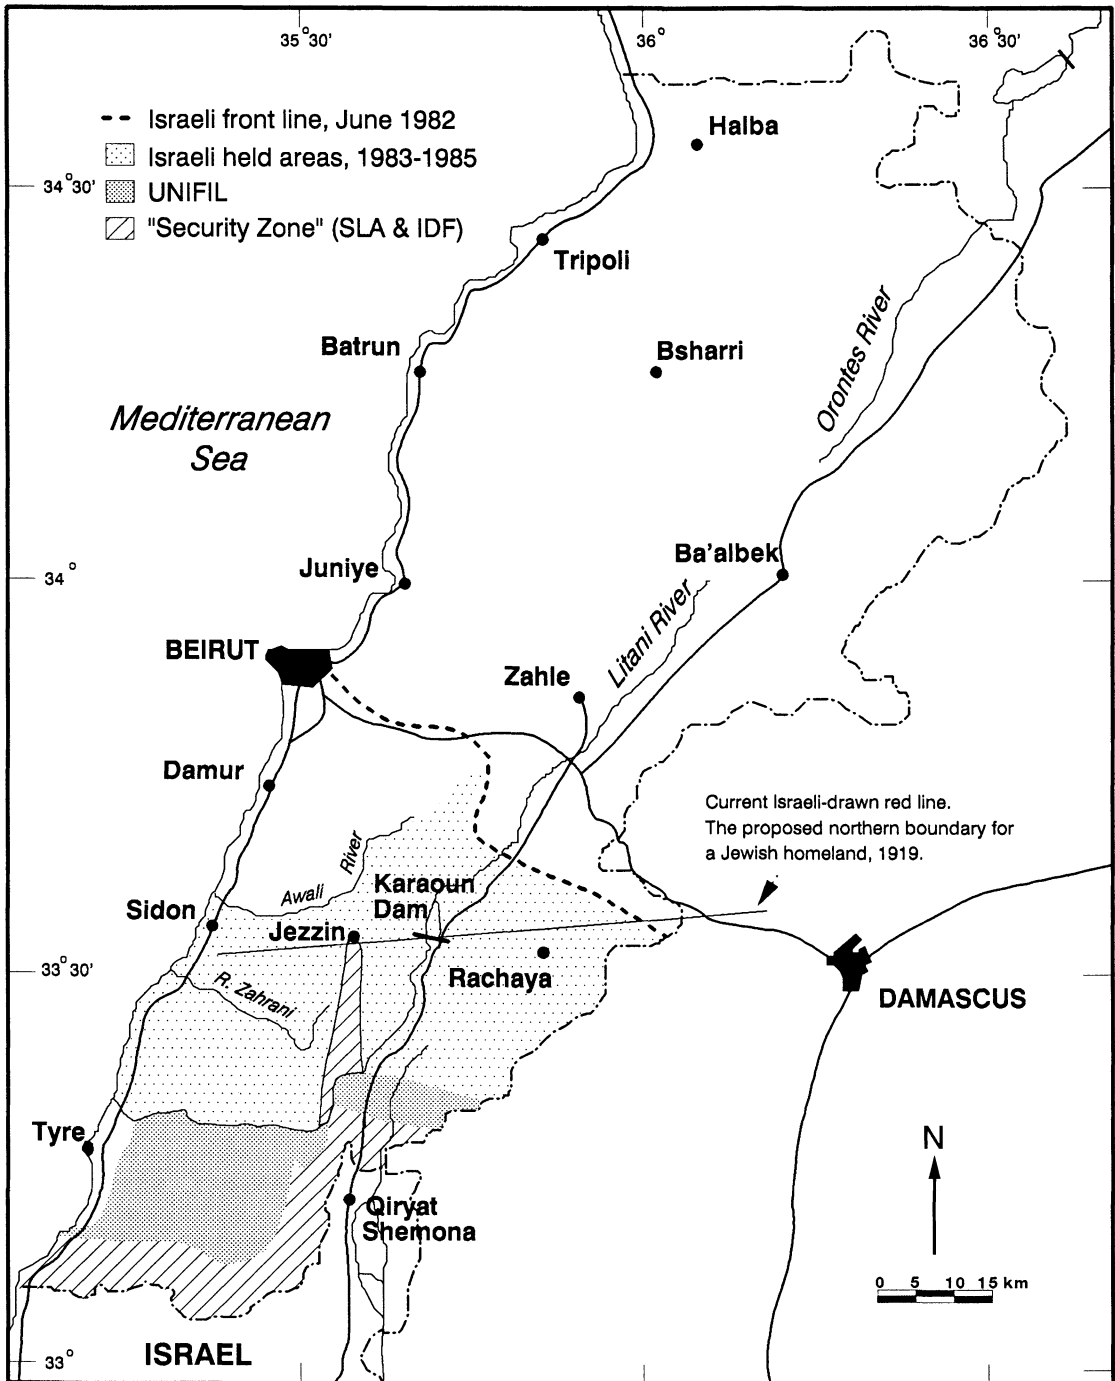 35°30'
36°
36°30'
Israeli front line, June 1982
Israeli held areas, 1983-1985
UNIFIL
"Security Zone" (SLA & IDF)
Halba
34°30'
Tripoli
Batrun
Bsharri
Orontes River
Mediterranean
Sea
Ba'albek
Juniye
34°
Litani River
BEIRUT
Zahle
Damur
Current Israeli-drawn red line.
The proposed northern boundary for
a Jewish homeland, 1919.
Awali River
Karaoun
Dam
Sidon
Jezzin
33°30'
R. Zahrani
Rachaya
DAMASCUS
Tyre
N
Qiryat
Shemona
0 5 10 15 km
ISRAEL
33°